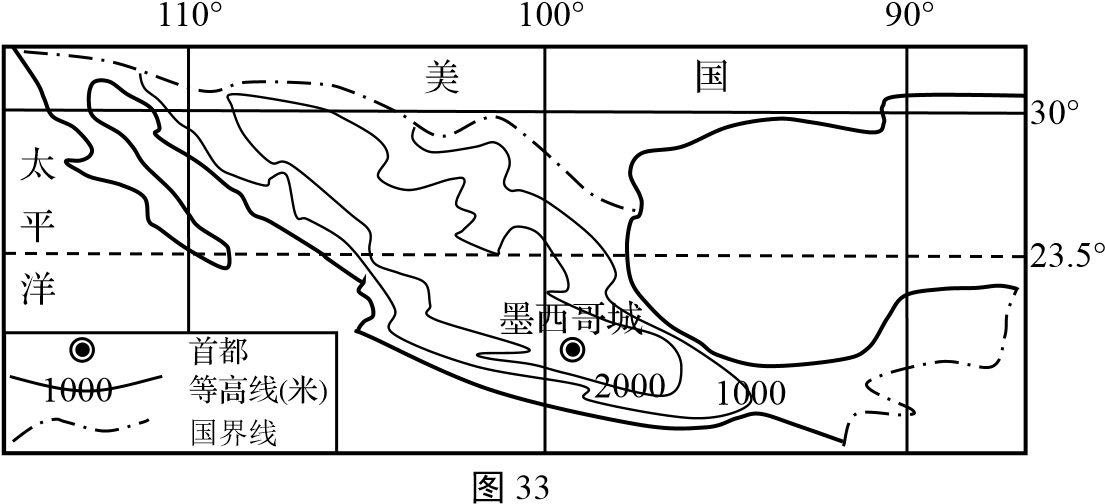 110° 100° 90°
美 国
30°
太
平
洋
23.5°
墨西哥城
首都
2000
1000
1000 等高线(米)
国界线
图 33